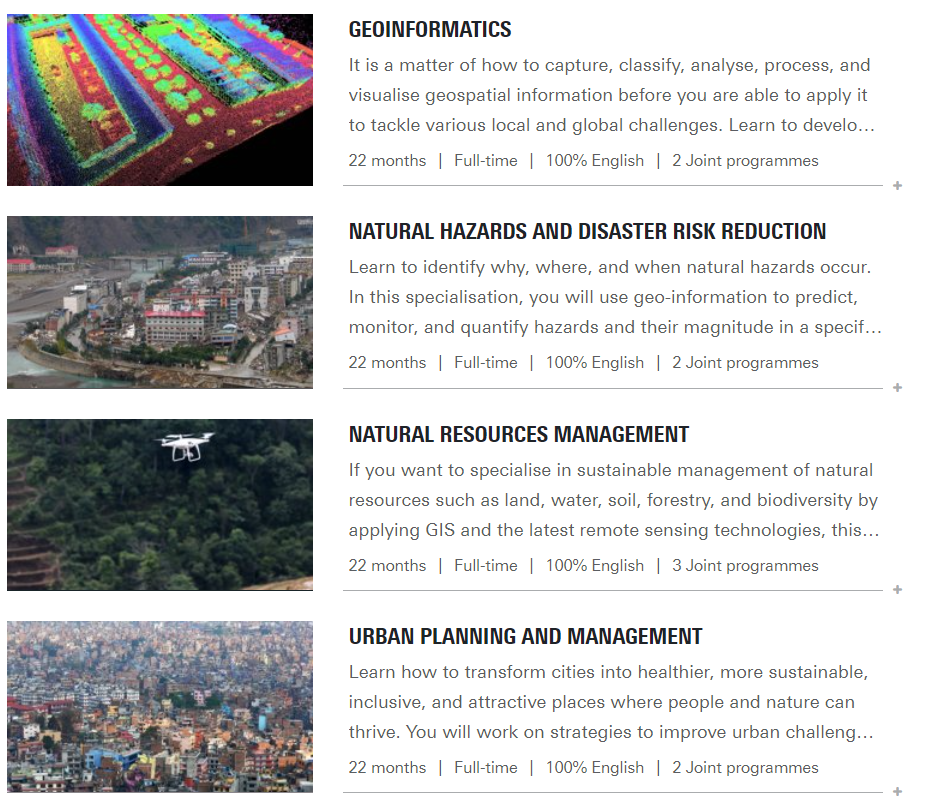 GEOINFORMATICS
It is a matter of how to capture, classify, analyse, process, and
visualise geospatial information before you are able to apply it
to tackle various local and global challenges. Learn to develo...
22 months | Full-time | 100% English | 2 Joint programmes
NATURAL HAZARDS AND DISASTER RISK REDUCTION
Learn to identify why, where, and when natural hazards occur.
In this specialisation, you will use geo-information to predict,
monitor, and quantify hazards and their magnitude in a specif...
22 months | Full-time | 100% English | 2 Joint programmes
NATURAL RESOURCES MANAGEMENT
If you want to specialise in sustainable management of natural
resources such as land, water, soil, forestry, and biodiversity by
applying GIS and the latest remote sensing technologies, this...
22 months | Full-time | 100% English | 3 Joint programmes
URBAN PLANNING AND MANAGEMENT
Learn how to transform cities into healthier, more sustainable,
inclusive, and attractive places where people and nature can
thrive. You will work on strategies to improve urban challeng...
22 months | Full-time | 100% English | 2 Joint programmes